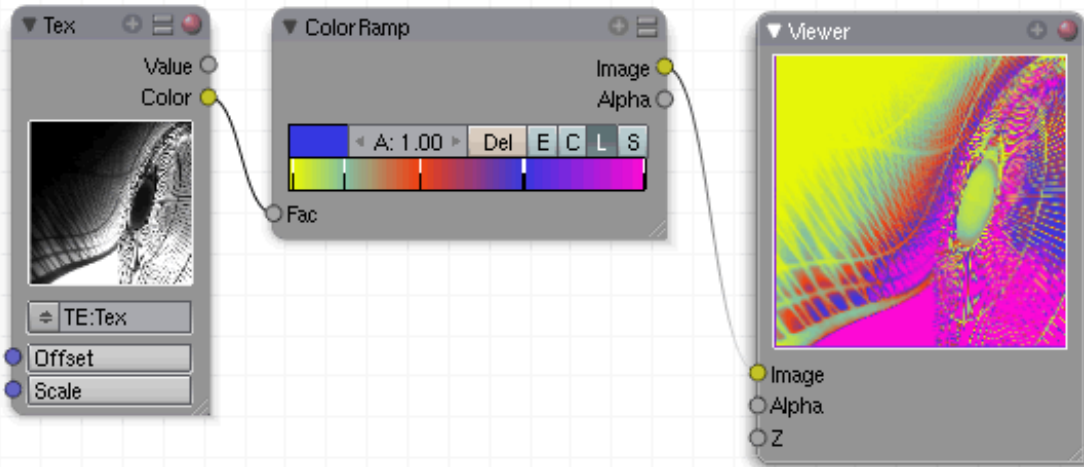 Tex
Value
Color
TE:Tex
Offset
Scale
ColorRamp
Image
Alpha
A: 1.00 Del E C L S
Fac
Viewer
Image
Alpha
Z